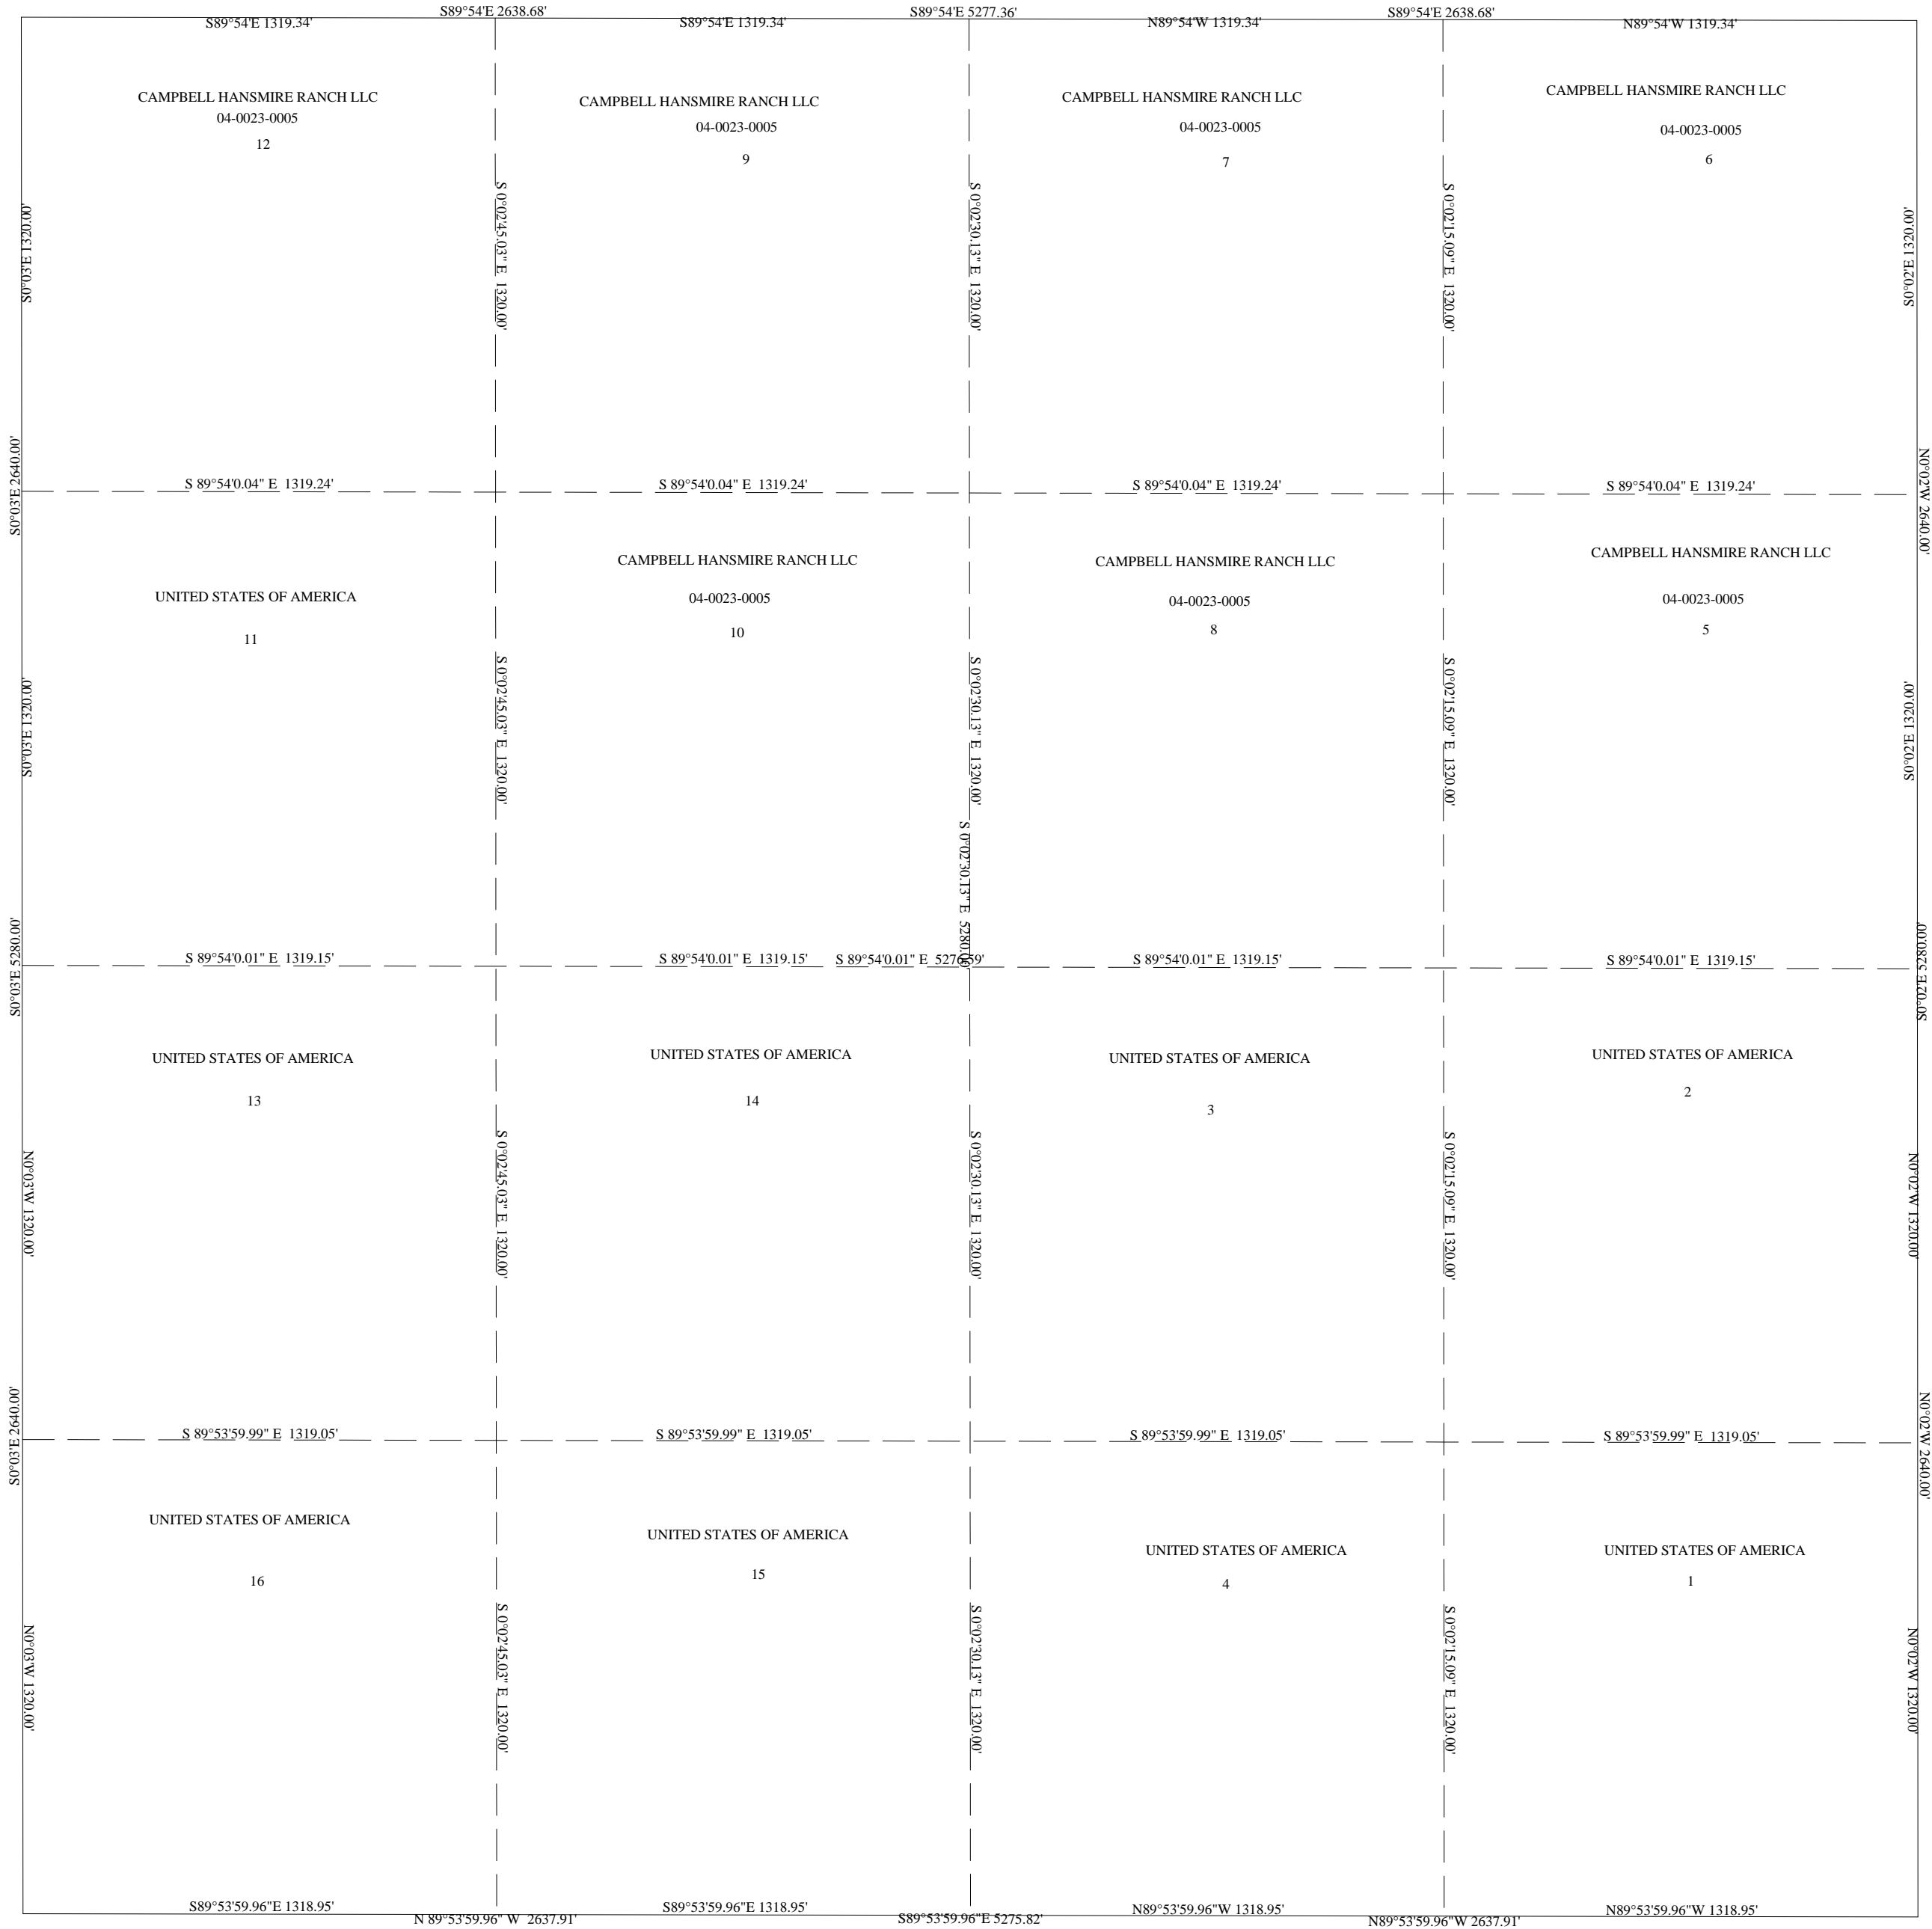 S89°54'E 2638.68'
S89°54'E 5277.36'
S89°54'E 2638.68'
S89°54'E 1319.34'
S89°54'E 1319.34'
N89°54'W 1319.34'
N89°54'W 1319.34'
CAMPBELL HANSMIRE RANCH LLC
04-0023-0005
12
CAMPBELL HANSMIRE RANCH LLC
04-0023-0005
9
CAMPBELL HANSMIRE RANCH LLC
04-0023-0005
7
CAMPBELL HANSMIRE RANCH LLC
04-0023-0005
6
S0°03'E 1320.00'
S 0°02'45.03" E 1320.00'
S 0°02'30.13" E 1320.00'
S 0°02'15.09" E 1320.00'
S0°02'E 1320.00'
S0°03'E 2640.00'
S 89°54'0.04" E 1319.24'
S 89°54'0.04" E 1319.24'
S 89°54'0.04" E 1319.24'
S 89°54'0.04" E 1319.24'
N0°02'W 2640.00'
UNITED STATES OF AMERICA
11
CAMPBELL HANSMIRE RANCH LLC
04-0023-0005
10
CAMPBELL HANSMIRE RANCH LLC
04-0023-0005
8
CAMPBELL HANSMIRE RANCH LLC
04-0023-0005
5
S0°03'E 1320.00'
S 0°02'45.03" E 1320.00'
S 0°02'30.13" E 1320.00'
S 0°02'15.09" E 1320.00'
S0°02'E 1320.00'
S 0°02'30.13" E 5280.00'
S0°03'E 5280.00'
S 89°54'0.01" E 1319.15'
S 89°54'0.01" E 1319.15'
S 89°54'0.01" E 5276.59'
S 89°54'0.01" E 1319.15'
S 89°54'0.01" E 1319.15'
S0°02'E 5280.00'
UNITED STATES OF AMERICA
13
UNITED STATES OF AMERICA
14
UNITED STATES OF AMERICA
3
UNITED STATES OF AMERICA
2
N0°03'W 1320.00'
S 0°02'45.03" E 1320.00'
S 0°02'30.13" E 1320.00'
S 0°02'15.09" E 1320.00'
N0°02'W 1320.00'
S0°03'E 2640.00'
S 89°53'59.99" E 1319.05'
S 89°53'59.99" E 1319.05'
S 89°53'59.99" E 1319.05'
S 89°53'59.99" E 1319.05'
N0°02'W 2640.00'
UNITED STATES OF AMERICA
16
UNITED STATES OF AMERICA
15
UNITED STATES OF AMERICA
4
UNITED STATES OF AMERICA
1
N0°03'W 1320.00'
S 0°02'45.03" E 1320.00'
S 0°02'30.13" E 1320.00'
S 0°02'15.09" E 1320.00'
N0°02'W 1320.00'
S89°53'59.96"E 1318.95'
S89°53'59.96"E 1318.95'
N89°53'59.96"W 1318.95'
N89°53'59.96"W 1318.95'
N 89°53'59.96" W 2637.91'
S89°53'59.96"E 5275.82'
N89°53'59.96"W 2637.91'